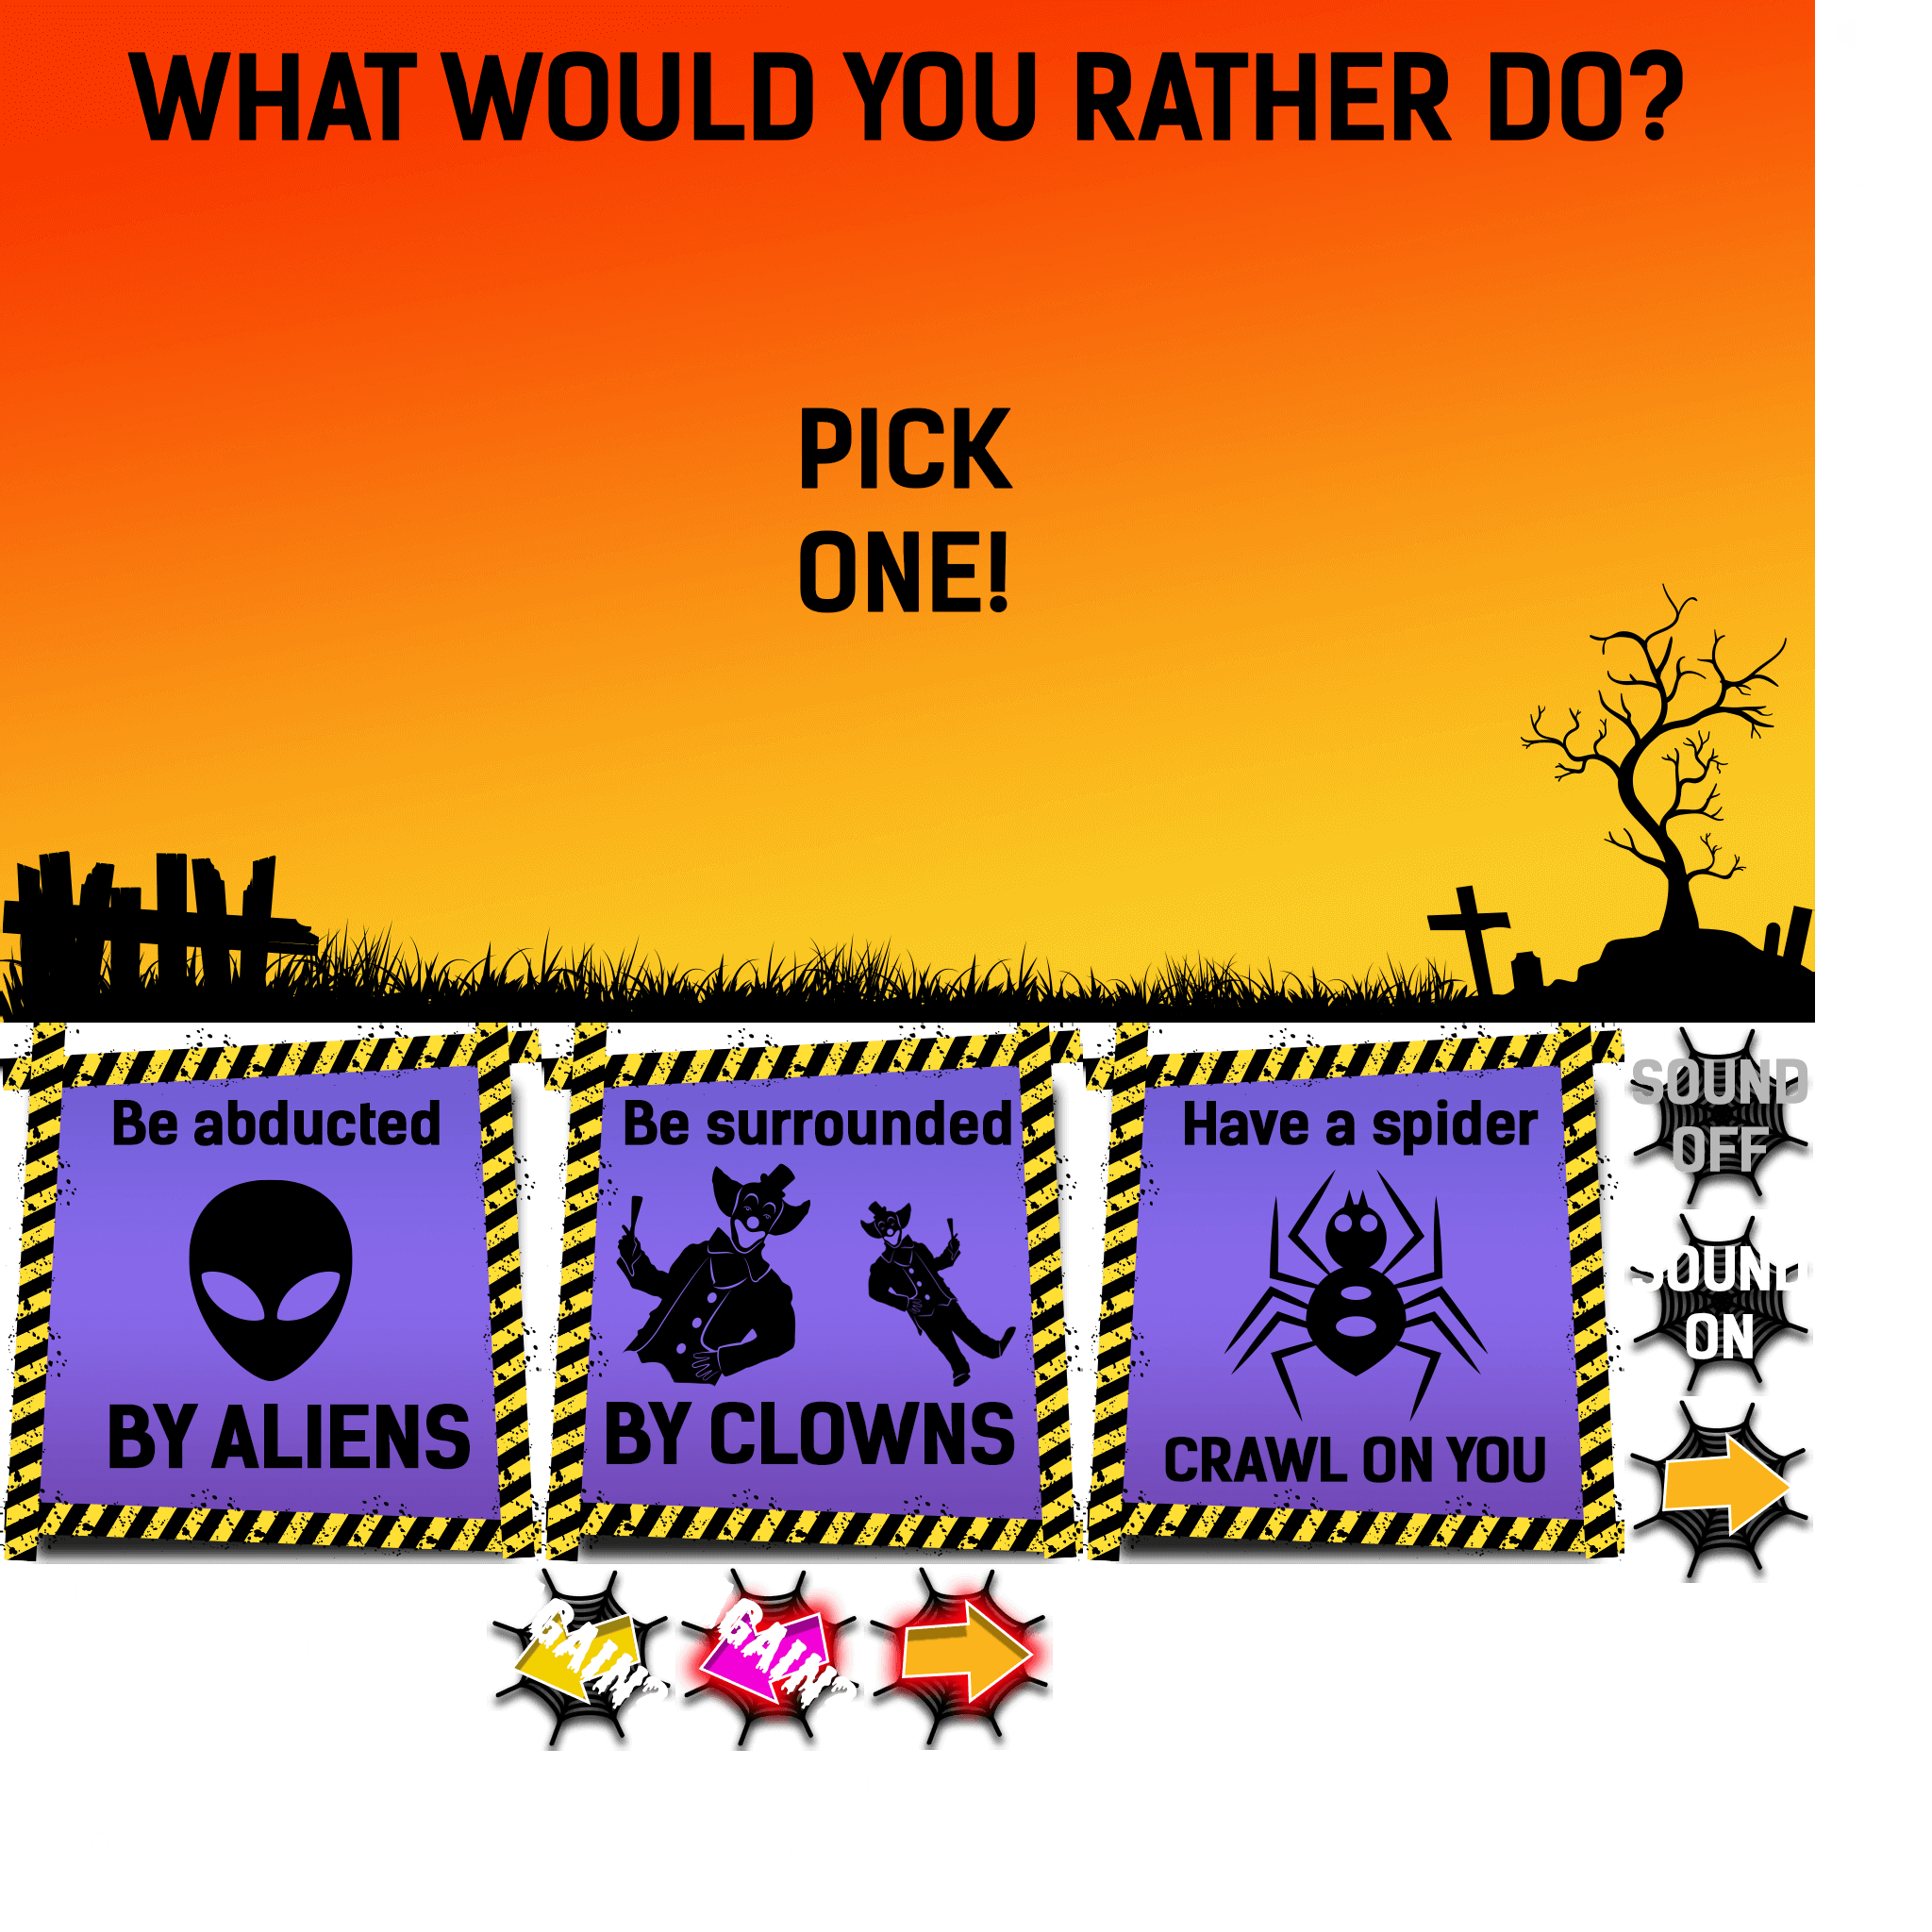 WHAT WOULD YOU RATHER DO?
PICK
ONE!
Be abducted
BY ALIENS
Be surrounded
BY CLOWNS
Have a spider
CRAWL ON YOU
SOUND
OFF
SOUND
ON